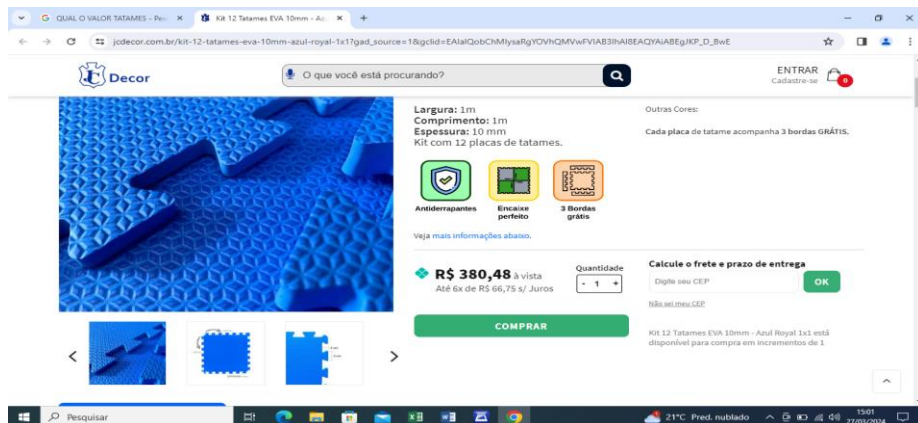 QUAL O VALOR TATAMES - Pes
Kit 12 Tatames EVA 10mm - Az
jcdecor.com.br/kit-12-tatames-eva-10mm-azul-royal-1x1?gad_source=1&gclid=
JE Decor
O que você está procurando?
ENTRAR
Cadastre-se
0
Largura: 1m
Comprimento: 1m
Espessura: 10 mm
Kit com 12 placas de tatames.
Outras Cores:
Cada placa de tatame acompanha 3 bordas GRÁTIS.
Antiderrapantes
Encaixe perfeito
3 Bordas grátis
Veja mais informações abaixo.
R$ 380,48 à vista
Até 6x de R$ 66,75 s/ Juros
Quantidade
- 1 +
COMPRAR
Calcule o frete e prazo de entrega
Digite seu CEP
OK
Não sei meu CEP
Kit 12 Tatames EVA 10mm - Azul Royal 1x1 está
disponível para compra em incrementos de 1
Pesquisar
21°C Pred. nublado
15:01
27/03/2024